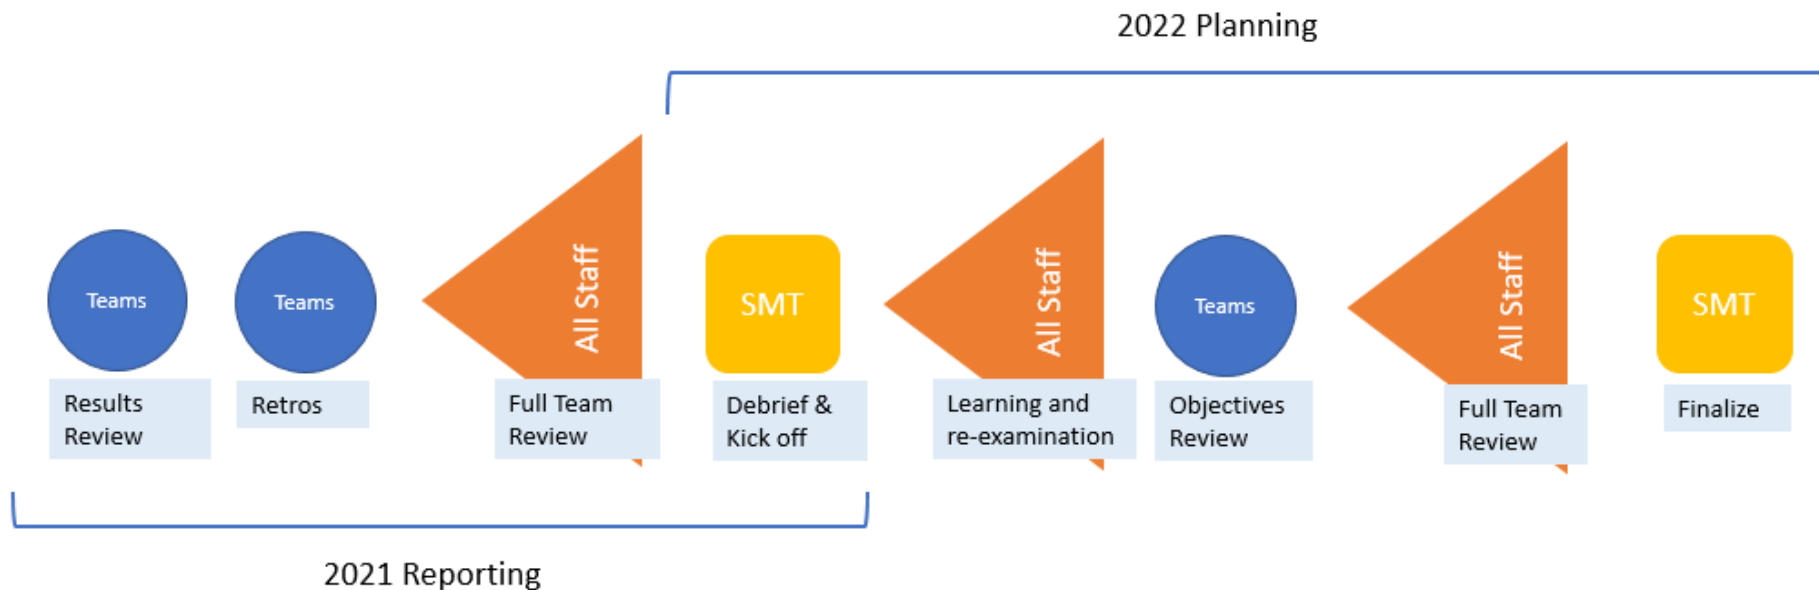 2022 Planning
Teams
Teams
All Staff
SMT
All Staff
Teams
All Staff
SMT
Results
Review
Retros
Full Team
Review
Debrief &
Kick off
Learning and
re-examination
Objectives
Review
Full Team
Review
Finalize
2021 Reporting